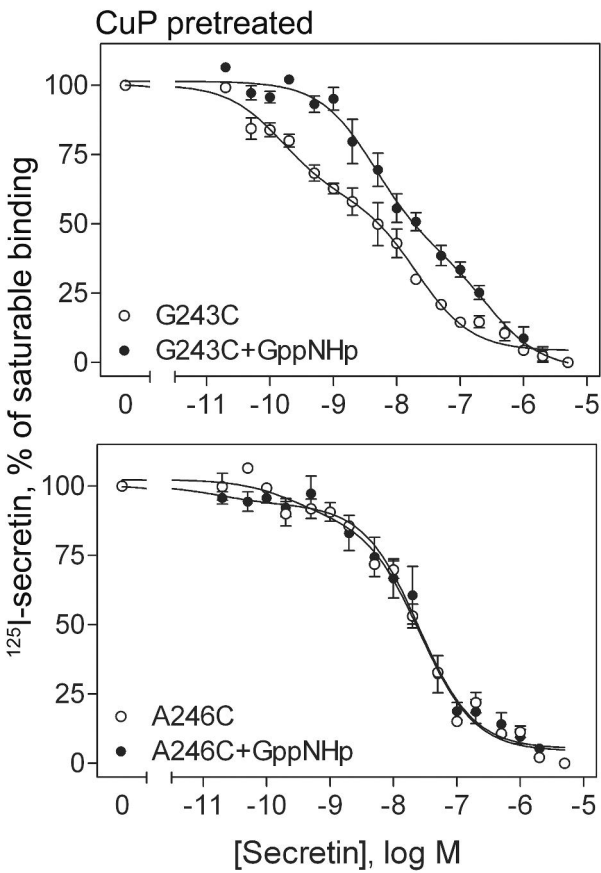 CuP pretreated
¹²⁵I-secretin, % of saturable binding
100
75
50
25
0
G243C
G243C+GppNHp
0 -11 -10 -9 -8 -7 -6 -5
100
75
50
25
0
A246C
A246C+GppNHp
0 -11 -10 -9 -8 -7 -6 -5
[Secretin], log M